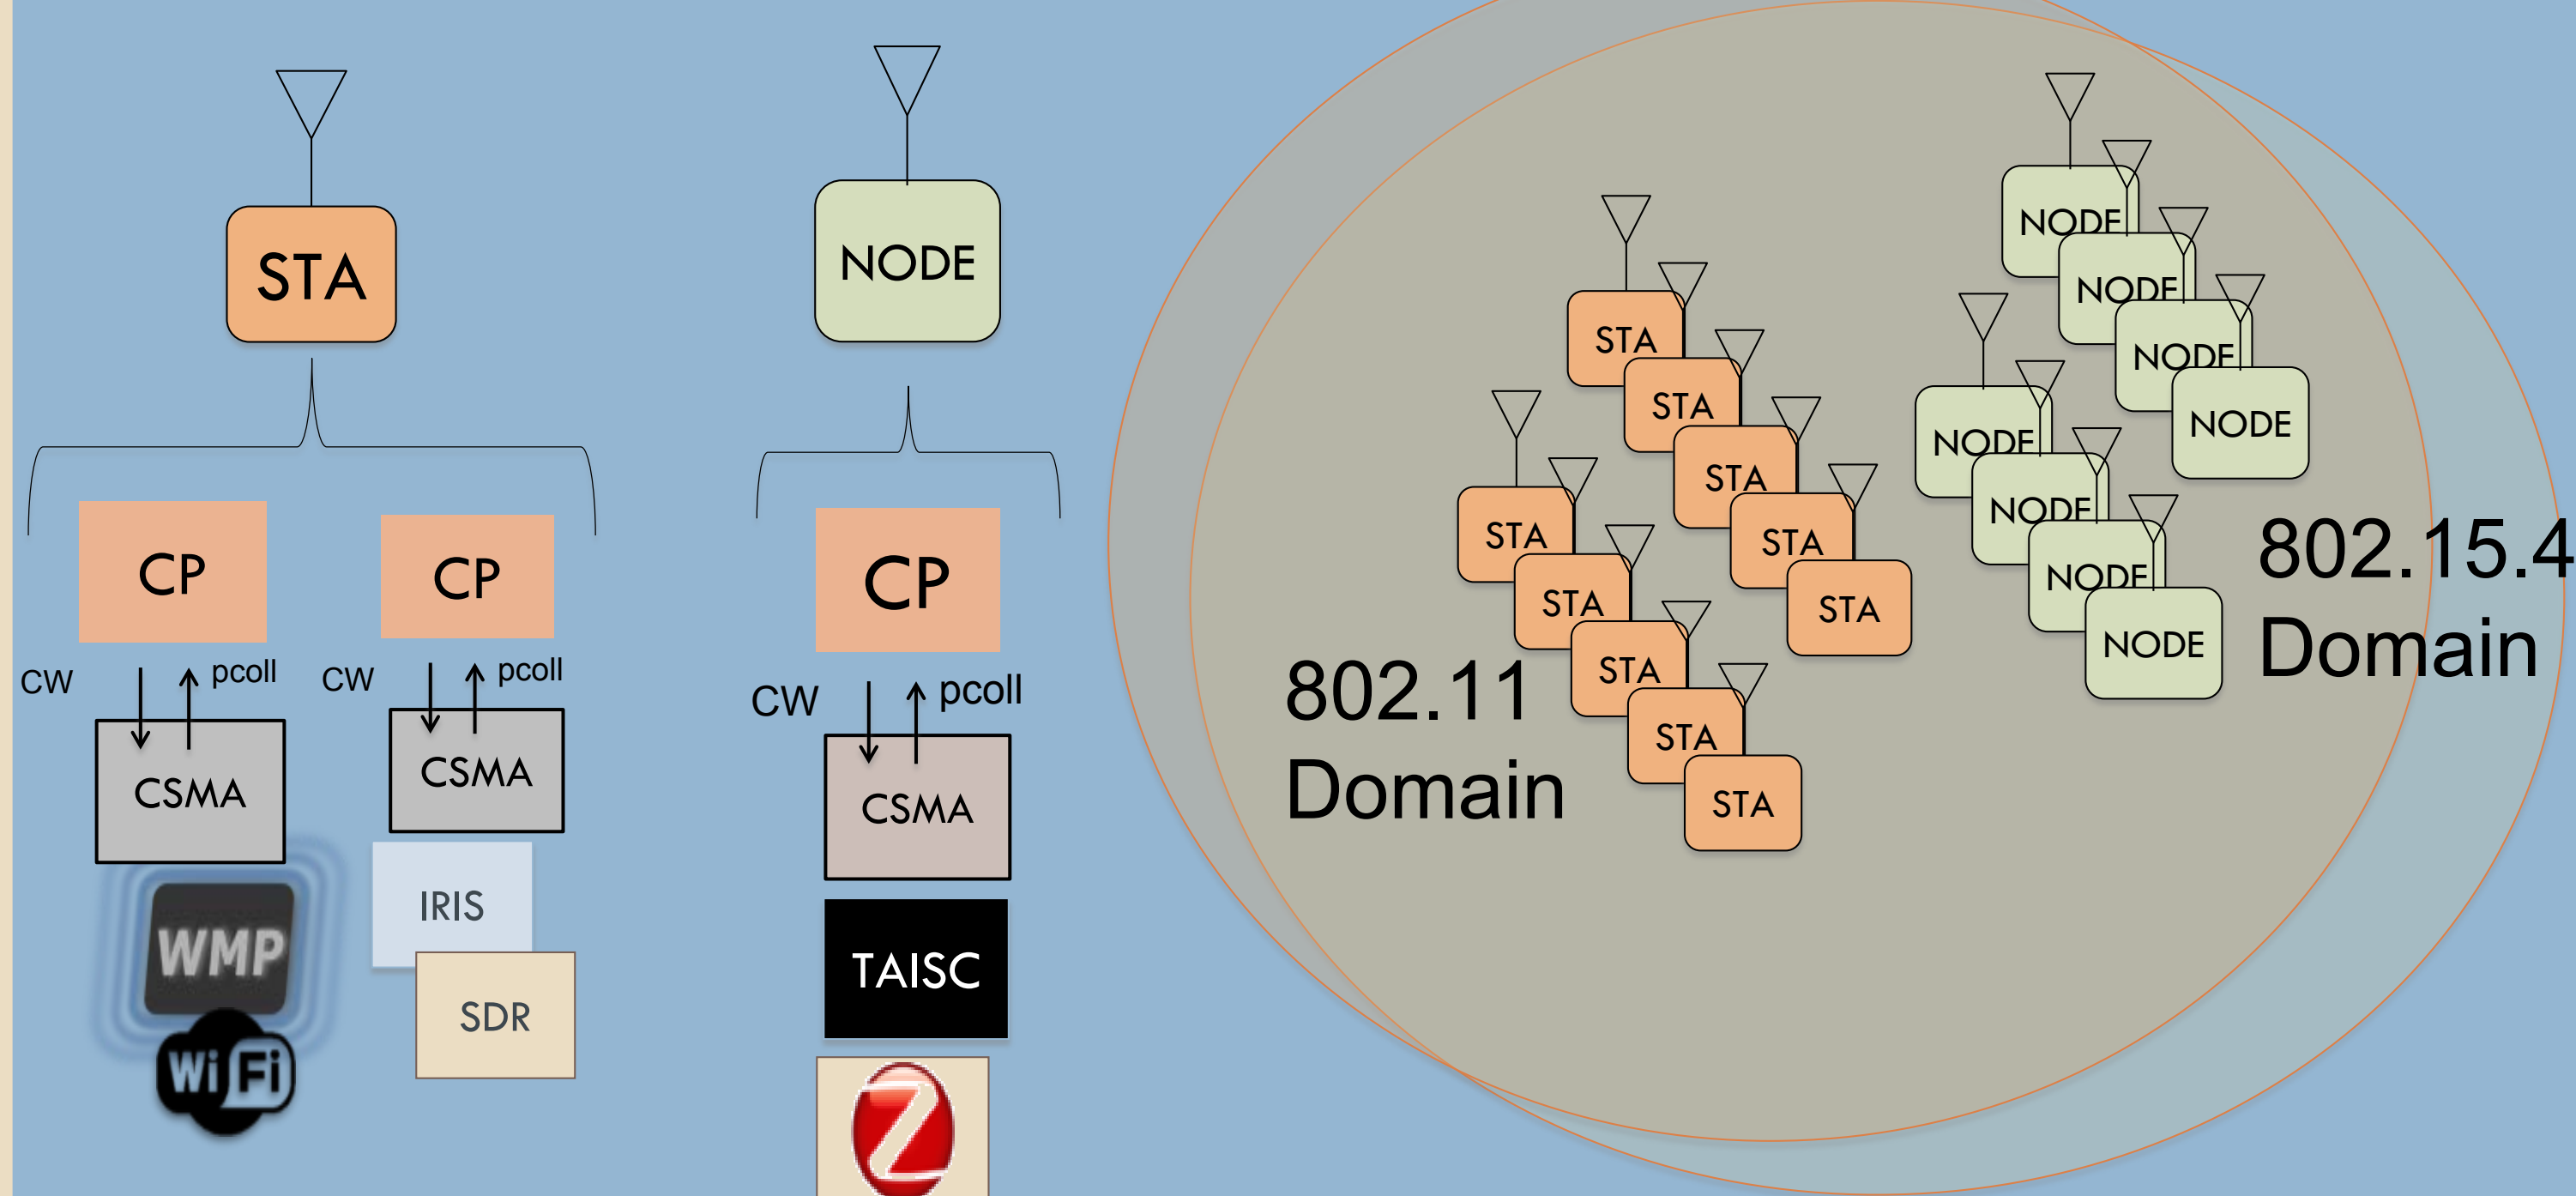 STA
NODE
CP
CP
CP
CW
pcoll
CW
pcoll
CW
pcoll
CSMA
CSMA
CSMA
WMP
WiFi
IRIS
SDR
TAISC
Z
STA
STA
STA
STA
STA
STA
STA
STA
STA
STA
NODE
NODE
NODE
NODE
NODE
NODE
NODE
NODE
802.11
Domain
802.15.4
Domain